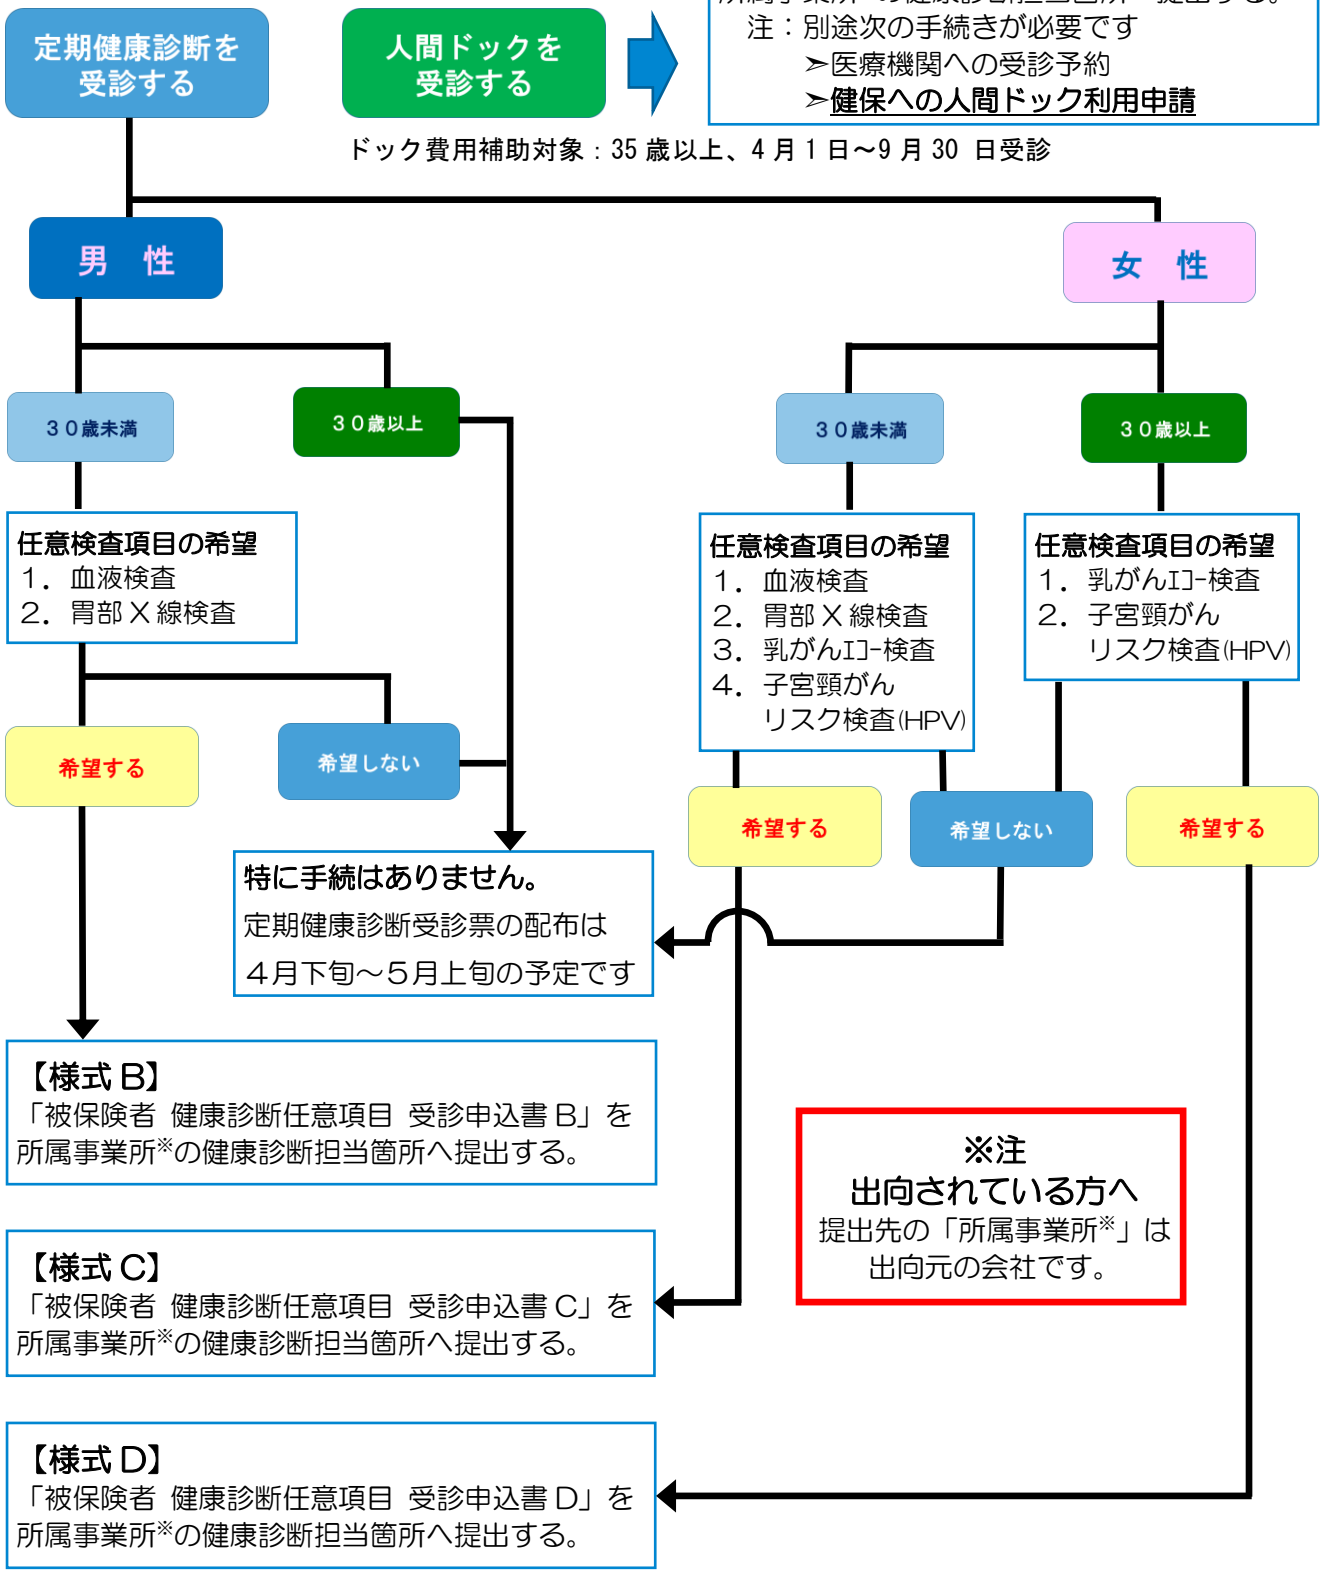 定期健康診断を
受診する
人間ドックを
受診する
注：別途次の手続きが必要です
➢医療機関への受診予約
➢健保への人間ドック利用申請
ドック費用補助対象：35歳以上、4月1日～9月30 日受診
男　性
女　性
３０歳未満
３０歳以上
３０歳未満
３０歳以上
任意検査項目の希望
１．血液検査
２．胃部Ｘ線検査
任意検査項目の希望
１．血液検査
２．胃部Ｘ線検査
３．乳がんｴｺｰ検査
４．子宮頸がん
リスク検査(HPV)
任意検査項目の希望
１．乳がんｴｺｰ検査
２．子宮頸がん
リスク検査(HPV)
希望する
希望しない
希望する
希望しない
希望する
特に手続はありません。
定期健康診断受診票の配布は
４月下旬～５月上旬の予定です
【様式Ｂ】
「被保険者 健康診断任意項目 受診申込書Ｂ」を
所属事業所※の健康診断担当箇所へ提出する。
※注
出向されている方へ
提出先の「所属事業所※」は
出向元の会社です。
【様式Ｃ】
「被保険者 健康診断任意項目 受診申込書Ｃ」を
所属事業所※の健康診断担当箇所へ提出する。
【様式Ｄ】
「被保険者 健康診断任意項目 受診申込書Ｄ」を
所属事業所※の健康診断担当箇所へ提出する。